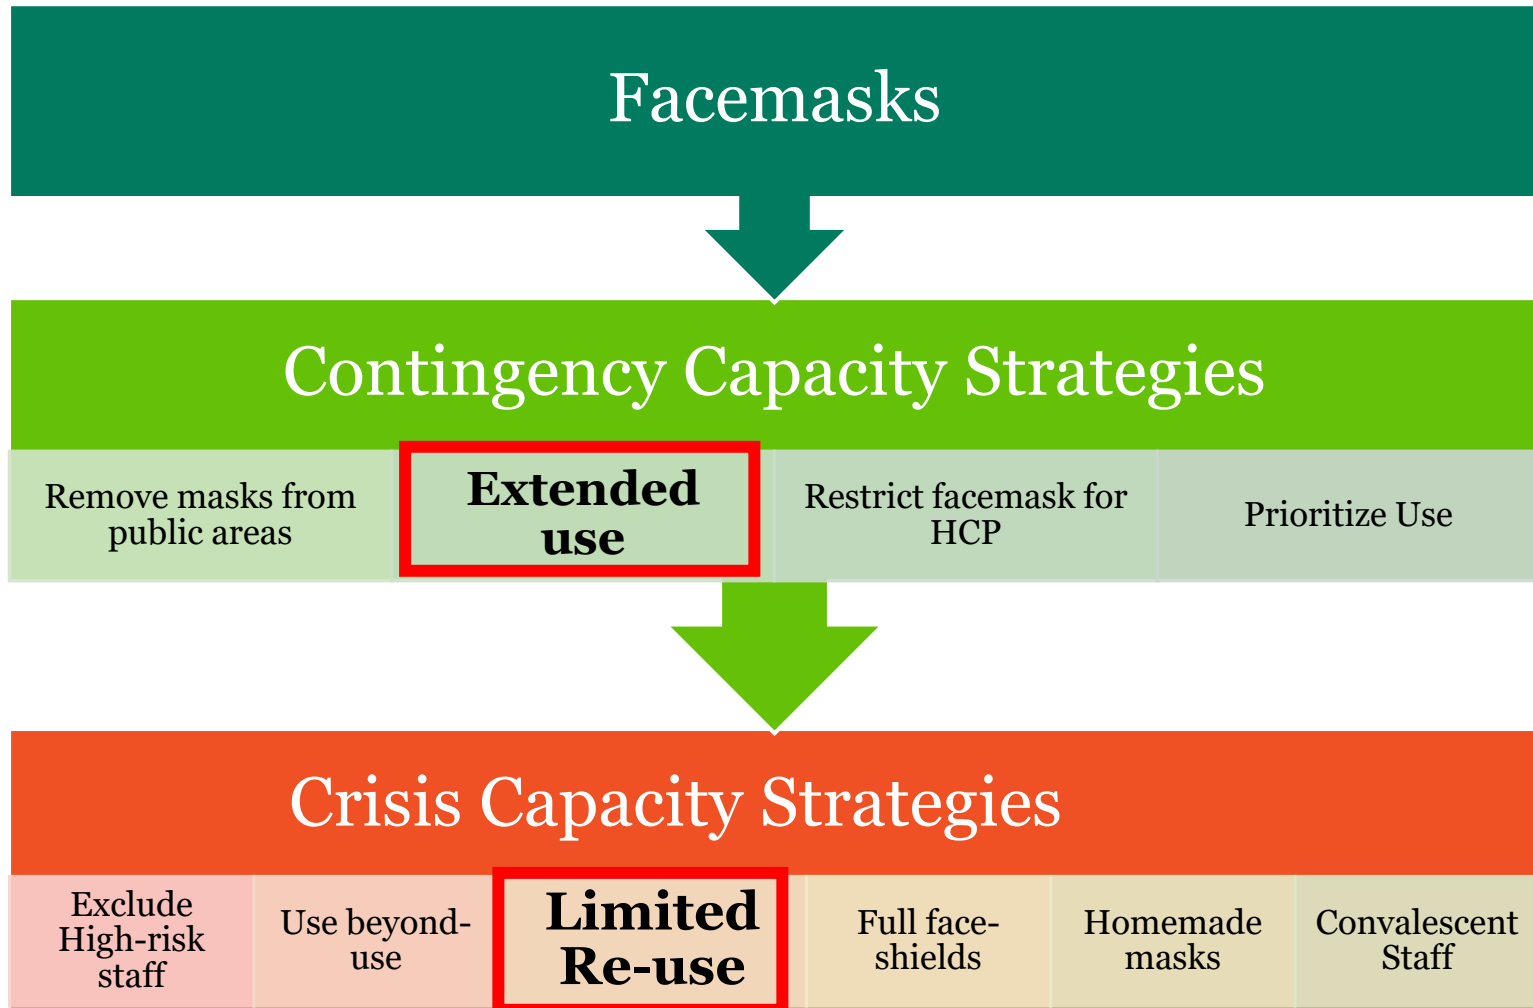 Facemasks
Contingency Capacity Strategies
Remove masks from
public areas
Extended
use
Restrict facemask for
HCP
Prioritize Use
Crisis Capacity Strategies
Exclude
High-risk
staff
Use beyond-
use
Limited
Re-use
Full face-
shields
Homemade
masks
Convalescent
Staff